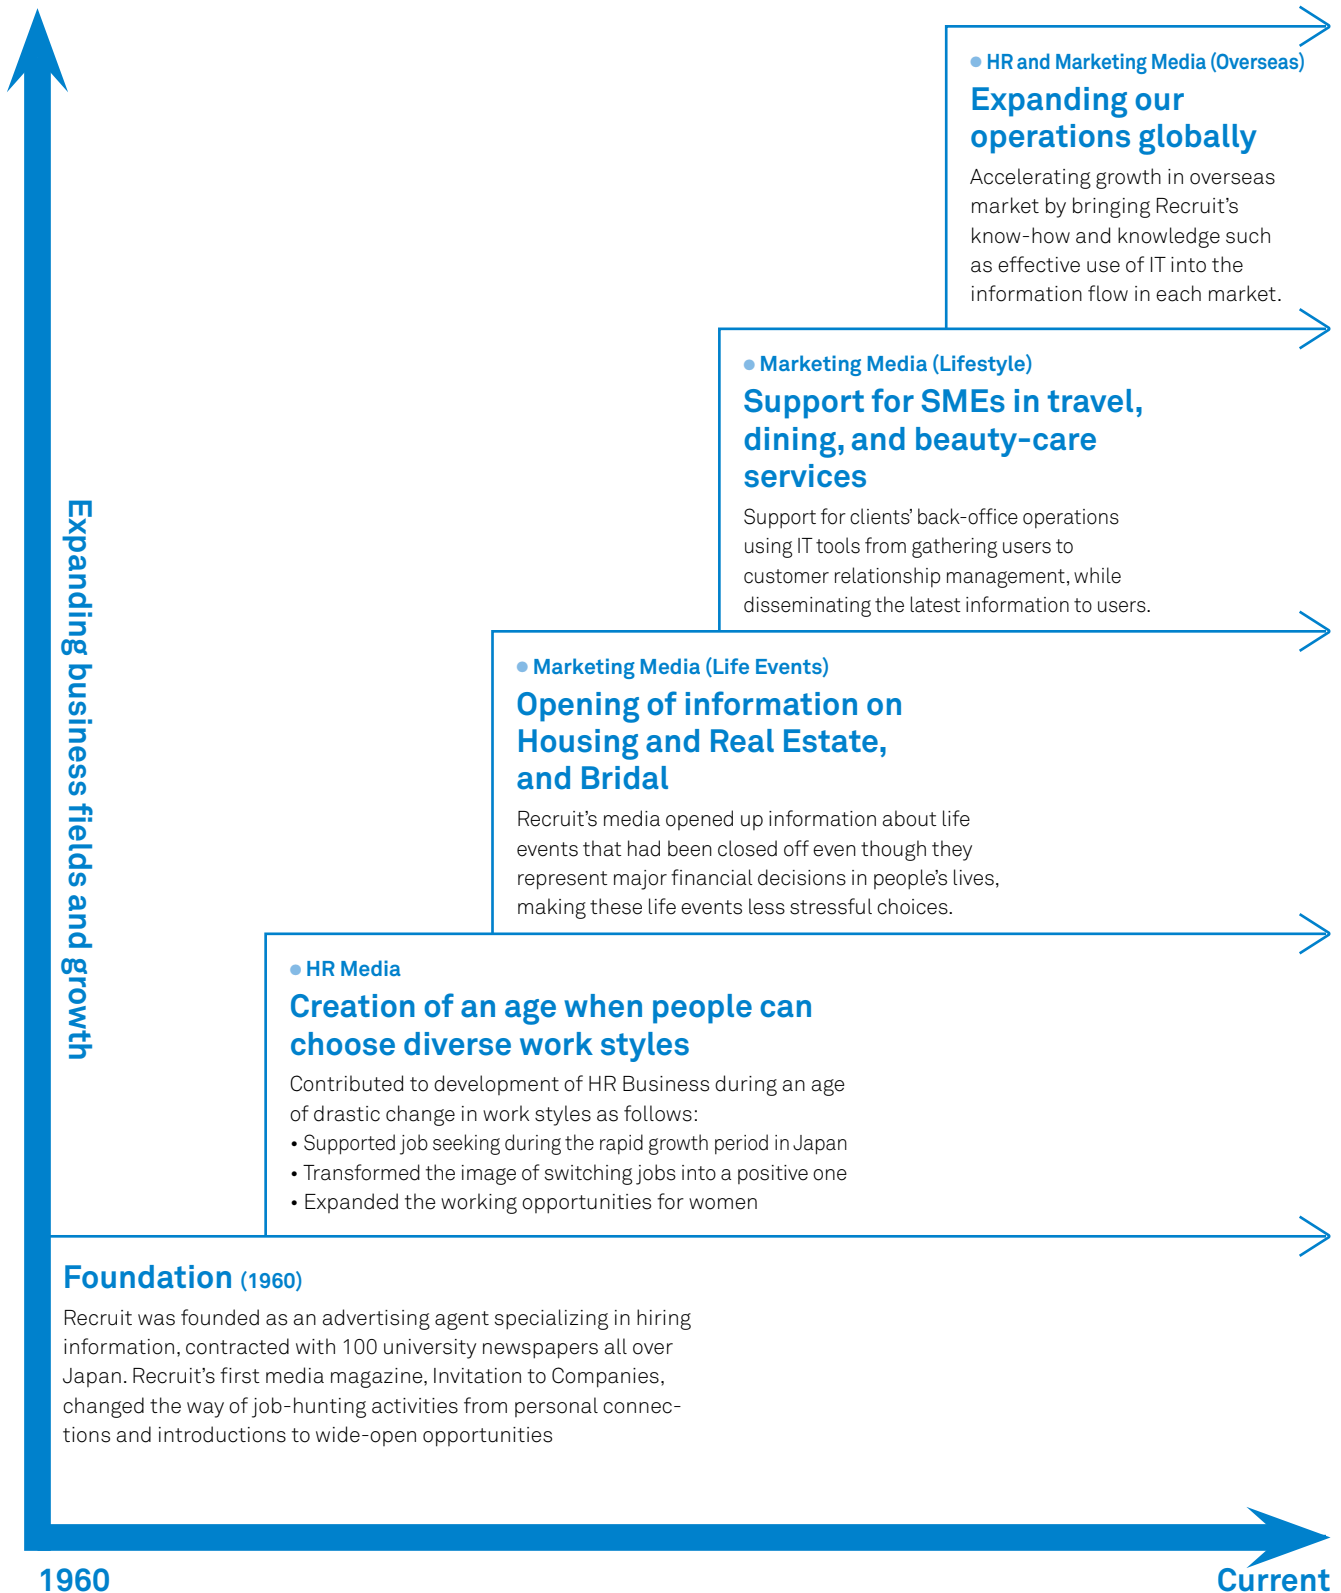 ● HR and Marketing Media (Overseas)
Expanding our
operations globally
Accelerating growth in overseas
market by bringing Recruit’s
know-how and knowledge such
as effective use of IT into the
information flow in each market.
● Marketing Media (Lifestyle)
Support for SMEs in travel,
dining, and beauty-care
services
Support for clients’ back-office operations
using IT tools from gathering users to
customer relationship management, while
disseminating the latest information to users.
● Marketing Media (Life Events)
Opening of information on
Housing and Real Estate,
and Bridal
Recruit’s media opened up information about life
events that had been closed off even though they
represent major financial decisions in people’s lives,
making these life events less stressful choices.
● HR Media
Creation of an age when people can
choose diverse work styles
Contributed to development of HR Business during an age
of drastic change in work styles as follows:
• Supported job seeking during the rapid growth period in Japan
• Transformed the image of switching jobs into a positive one
• Expanded the working opportunities for women
Expanding business fields and growth
Foundation (1960)
Recruit was founded as an advertising agent specializing in hiring
information, contracted with 100 university newspapers all over
Japan. Recruit’s first media magazine, Invitation to Companies,
changed the way of job-hunting activities from personal connec-
tions and introductions to wide-open opportunities
1960
Current